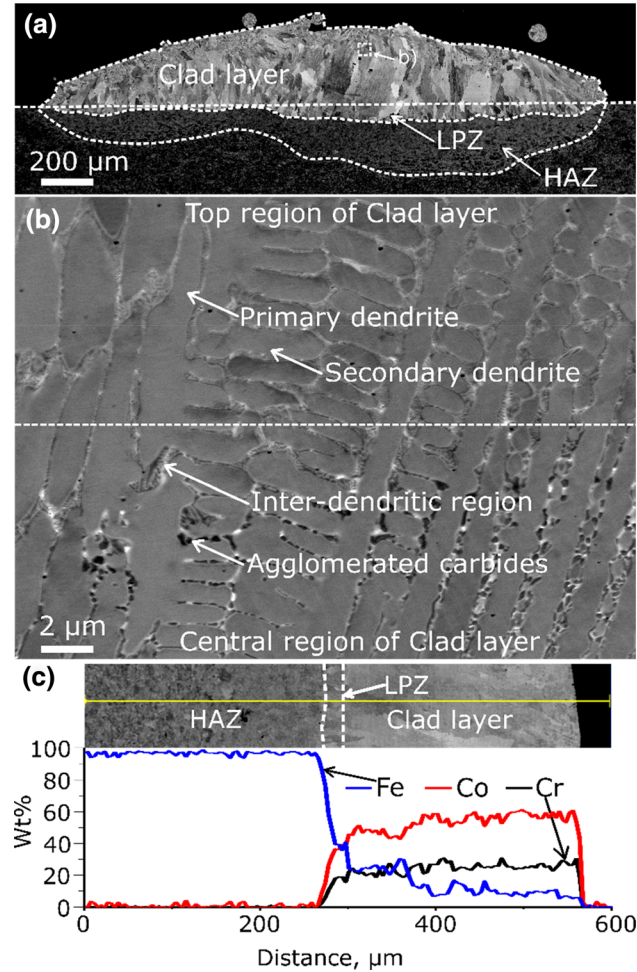 (a)
b)
Clad layer
LPZ
200 µm
HAZ
(b)
Top region of Clad layer
Primary dendrite
Secondary dendrite
Inter-dendritic region
Agglomerated carbides
2 µm
Central region of Clad layer
(c)
LPZ
HAZ
Clad layer
100
80
60
40
20
0
Wt%
Fe
Co
Cr
0
200
400
600
Distance, µm